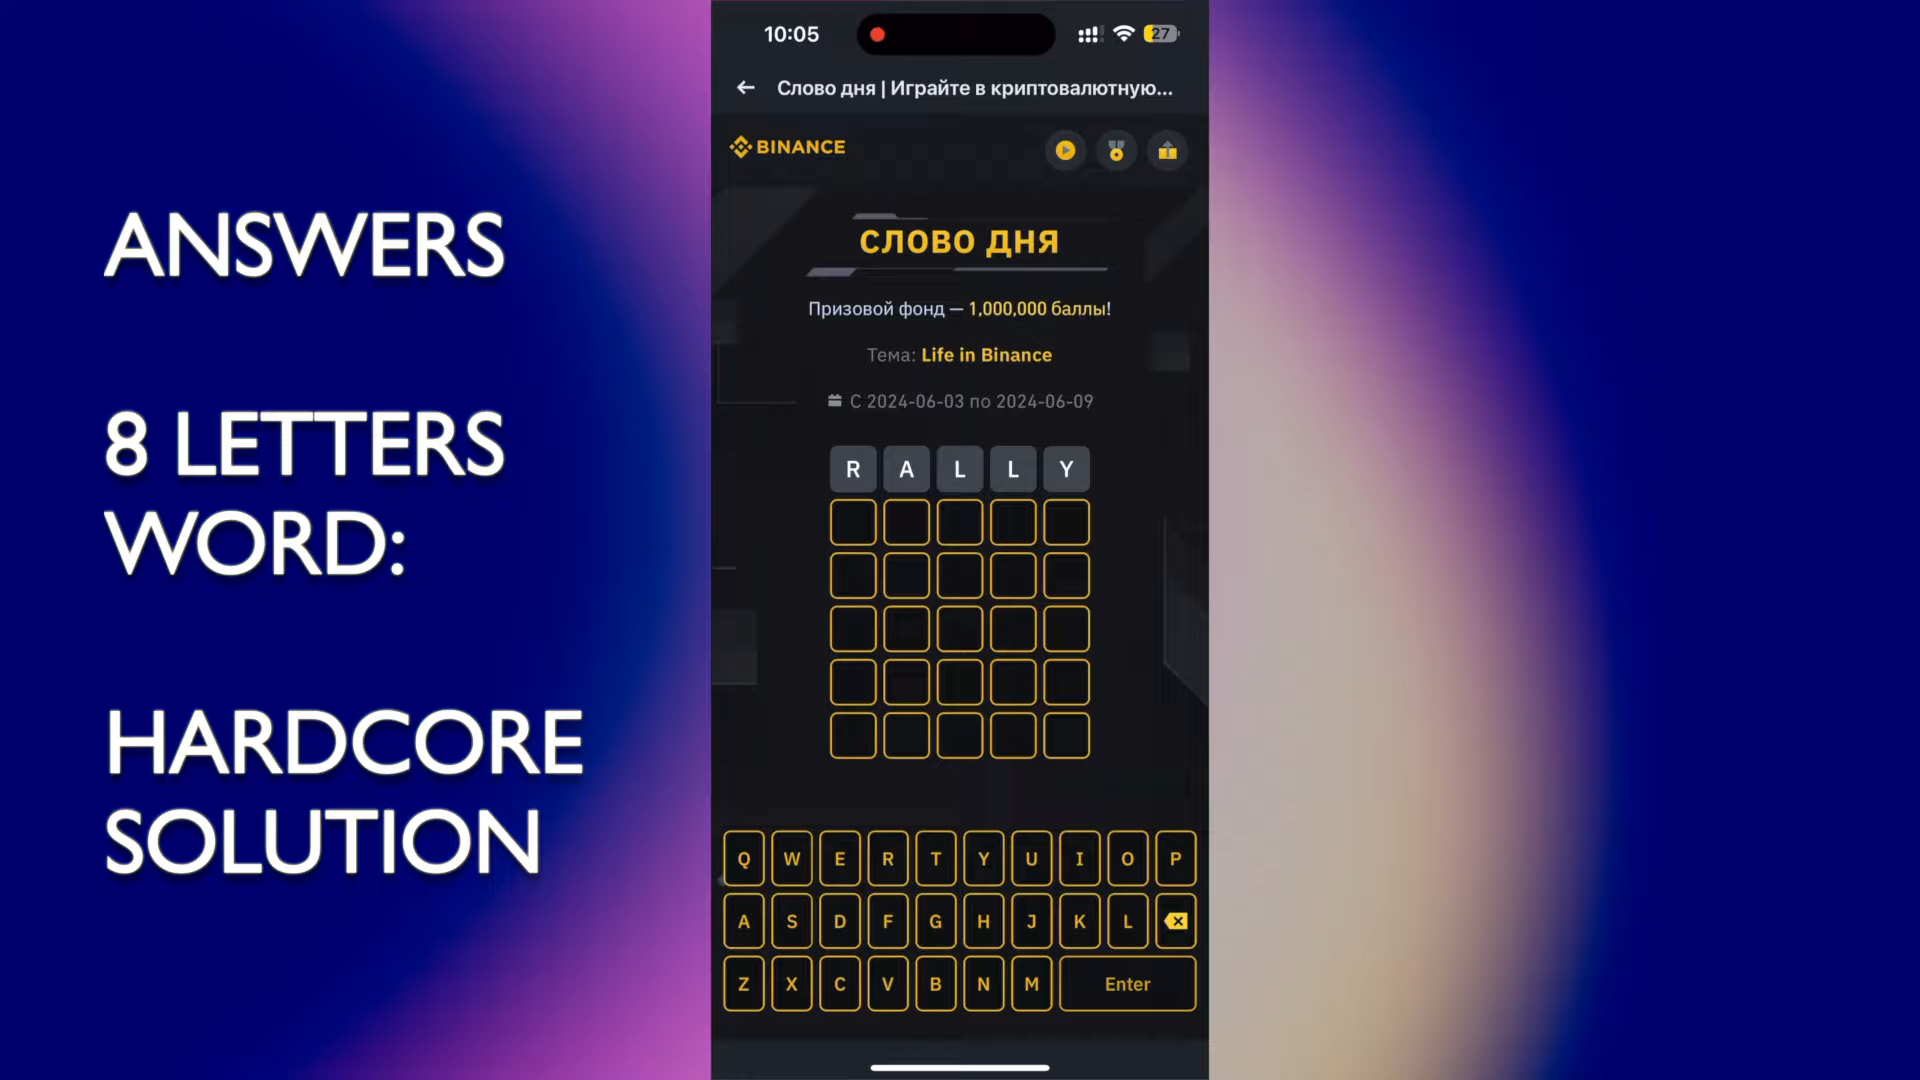 ANSWERS
8 LETTERS
WORD:
HARDCORE
SOLUTION
10:05
27
Слово дня | Играйте в криптовалютную...
BINANCE
СЛОВО ДНЯ
Призовой фонд — 1,000,000 баллы!
Тема: Life in Binance
С 2024-06-03 по 2024-06-09
R A L L Y
Q W E R T Y U I O P
A S D F G H J K L
Z X C V B N M Enter